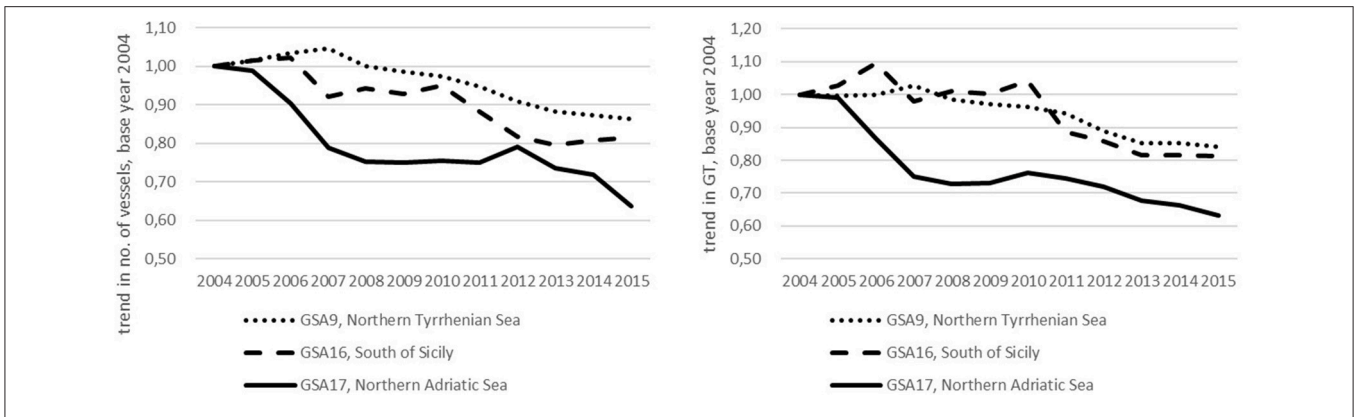 trend in no. of vessels, base year 2004
1,10
1,00
0,90
0,80
0,70
0,60
0,50
2004 2005 2006 2007 2008 2009 2010 2011 2012 2013 2014 2015
GSA9, Northern Tyrrhenian Sea
GSA16, South of Sicily
GSA17, Northern Adriatic Sea
trend in GT, base year 2004
1,20
1,10
1,00
0,90
0,80
0,70
0,60
0,50
2004 2005 2006 2007 2008 2009 2010 2011 2012 2013 2014 2015
GSA9, Northern Tyrrhenian Sea
GSA16, South of Sicily
GSA17, Northern Adriatic Sea